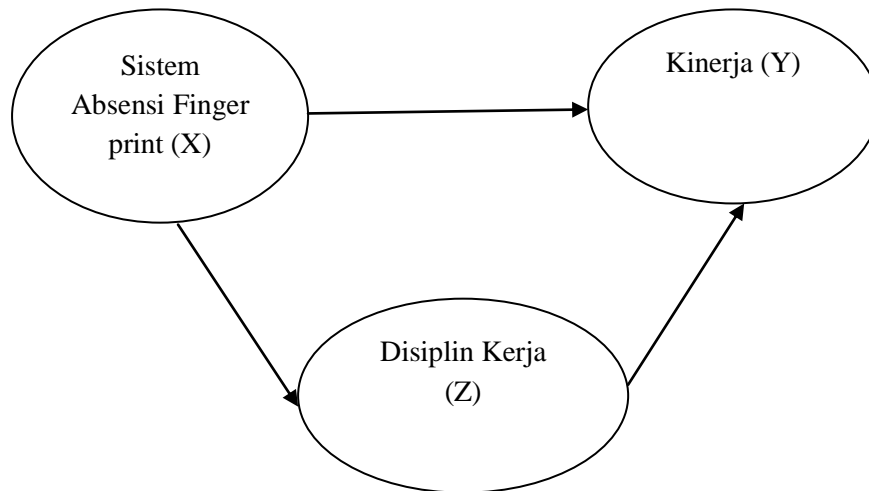 Sistem
Absensi Finger
print (X)
Kinerja (Y)
Disiplin Kerja
(Z)